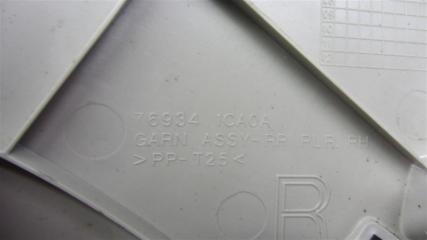 76934 1CA0A
GARN ASSY-RR PLR, RH
>PP-T25<
B